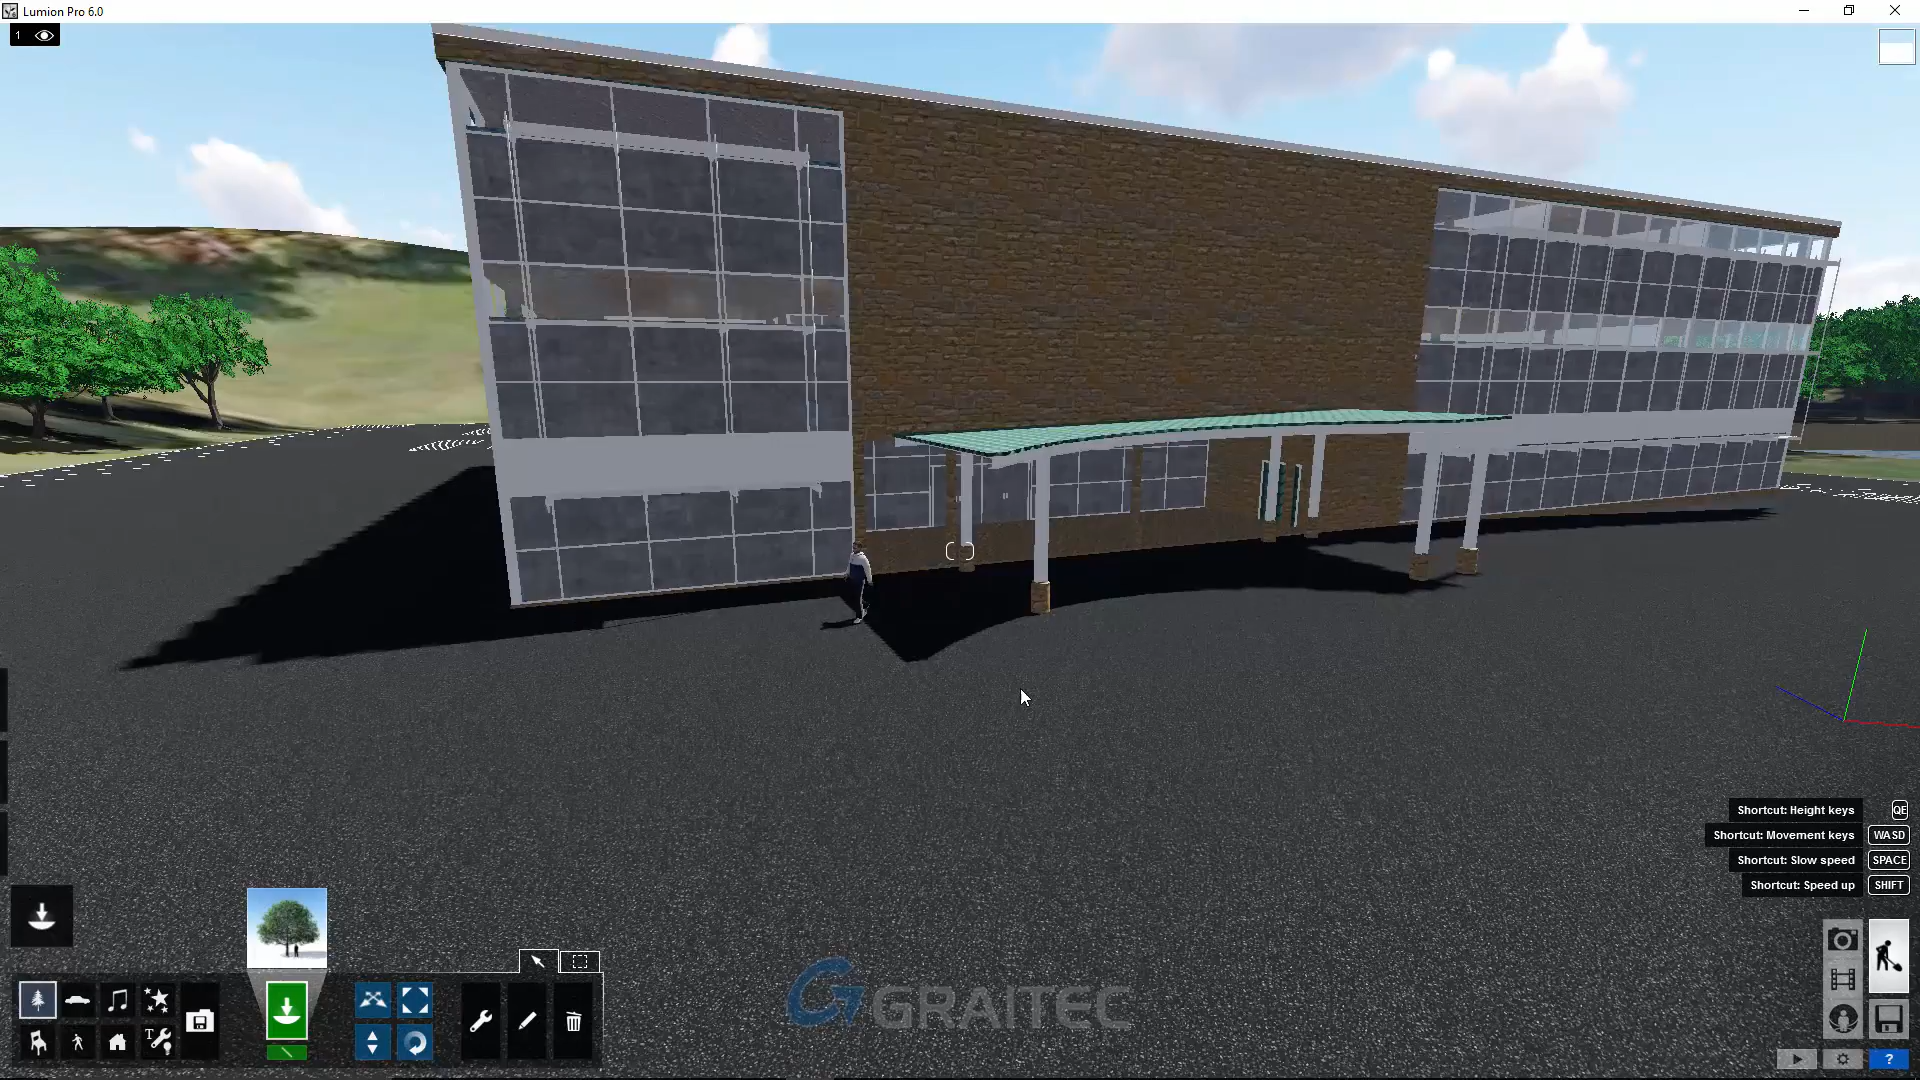 Lumion Pro 6.0
1
Shortcut: Height keys QE
Shortcut: Movement keys WASD
Shortcut: Slow speed SPACE
Shortcut: Speed up SHIFT
T
GRAITEC
?